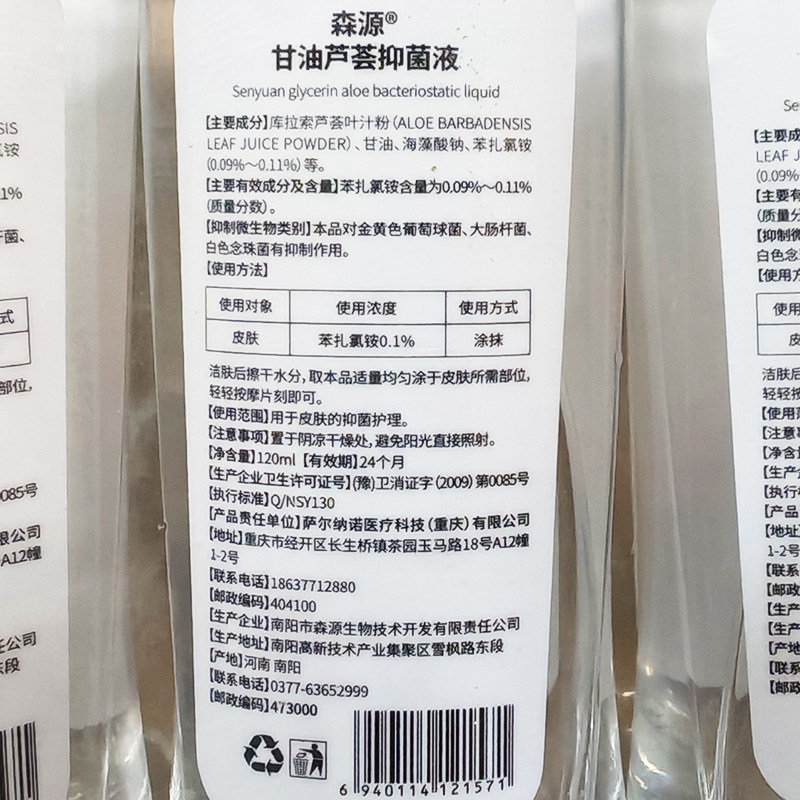 森源®
甘油芦荟抑菌液
Senyuan glycerin aloe bacteriostatic liquid
【主要成分】库拉索芦荟叶汁粉（ALOE BARBADENSIS
LEAF JUICE POWDER）、甘油、海藻酸钠、苯扎氯铵
（0.09%～0.11%）等。
【主要有效成分及含量】苯扎氯铵含量为0.09%～0.11%
（质量分数）。
【抑制微生物类别】本品对金黄色葡萄球菌、大肠杆菌、
白色念珠菌有抑制作用。
【使用方法】
使用对象 使用浓度 使用方式
皮肤 苯扎氯铵0.1% 涂抹
洁肤后擦干水分，取本品适量均匀涂于皮肤所需部位，
轻轻按摩片刻即可。
【使用范围】用于皮肤的抑菌护理。
【注意事项】置于阴凉干燥处，避免阳光直接照射。
【净含量】120ml 【有效期】24个月
【生产企业卫生许可证号】（豫）卫消证字（2009）第0085号
【执行标准】Q/NSY130
【产品责任单位】萨尔纳诺医疗科技（重庆）有限公司
【地址】重庆市经开区长生桥镇茶园玉马路18号A12幢
1-2号
【联系电话】18637712880
【邮政编码】404100
【生产企业】南阳市森源生物技术开发有限责任公司
【生产地址】南阳高新技术产业集聚区雪枫路东段
【产地】河南 南阳
【联系电话】0377-63652999
【邮政编码】473000
6 940114 121571